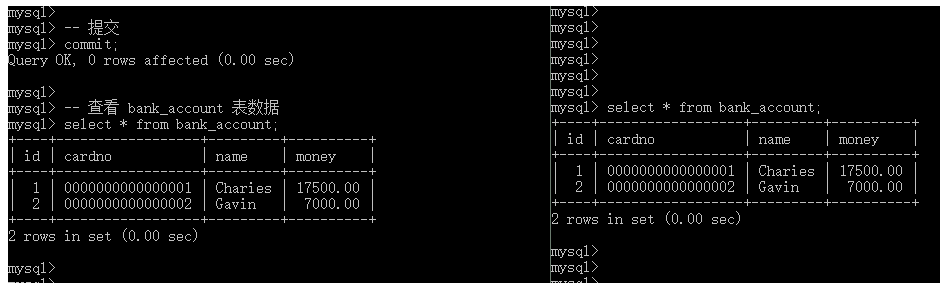 mysql>
mysql> -- 提交
mysql> commit;
Query OK, 0 rows affected (0.00 sec)
mysql>
mysql> -- 查看 bank_account 表数据
mysql> select * from bank_account;
+----+------------------+---------+----------+
| id | cardno           | name    | money    |
+----+------------------+---------+----------+
|  1 | 0000000000000001 | Charies | 17500.00 |
|  2 | 0000000000000002 | Gavin   |  7000.00 |
+----+------------------+---------+----------+
2 rows in set (0.00 sec)
mysql>
mysql>
mysql>
mysql>
mysql>
mysql>
mysql>
mysql> select * from bank_account;
+----+------------------+---------+----------+
| id | cardno           | name    | money    |
+----+------------------+---------+----------+
|  1 | 0000000000000001 | Charies | 17500.00 |
|  2 | 0000000000000002 | Gavin   |  7000.00 |
+----+------------------+---------+----------+
2 rows in set (0.00 sec)
mysql>
mysql>